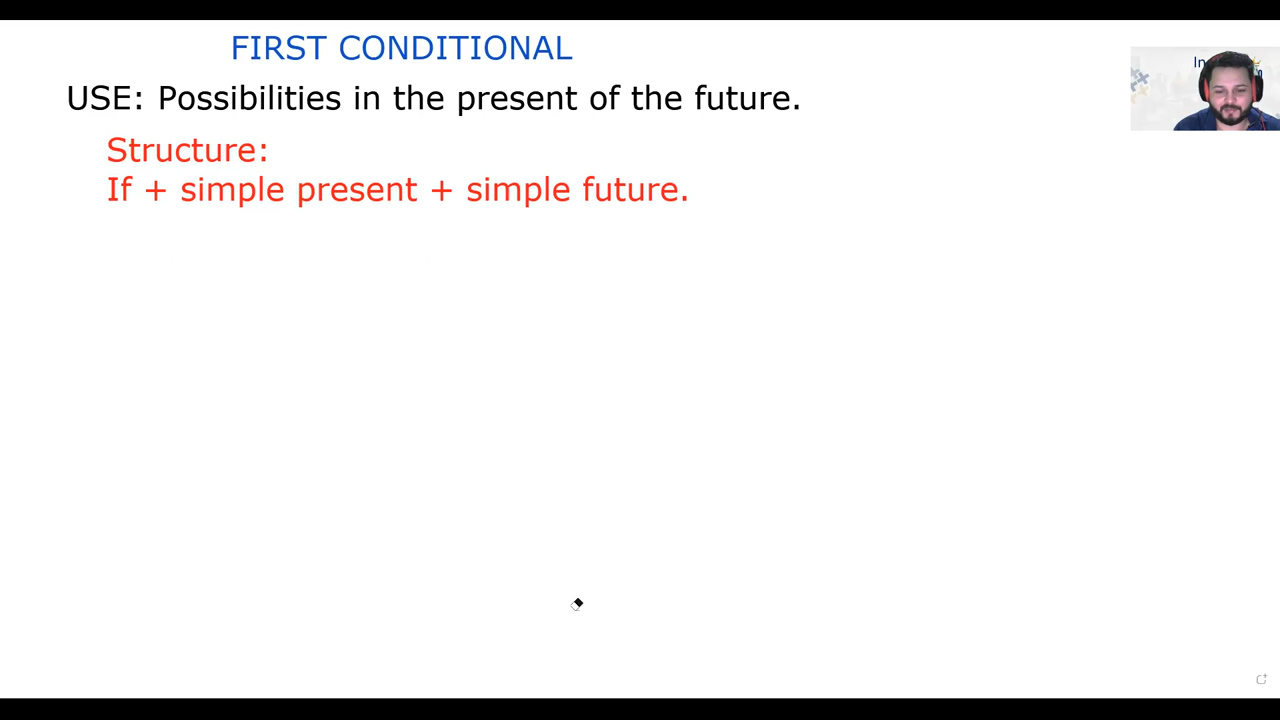 FIRST CONDITIONAL
USE: Possibilities in the present of the future.
Structure:
If + simple present + simple future.